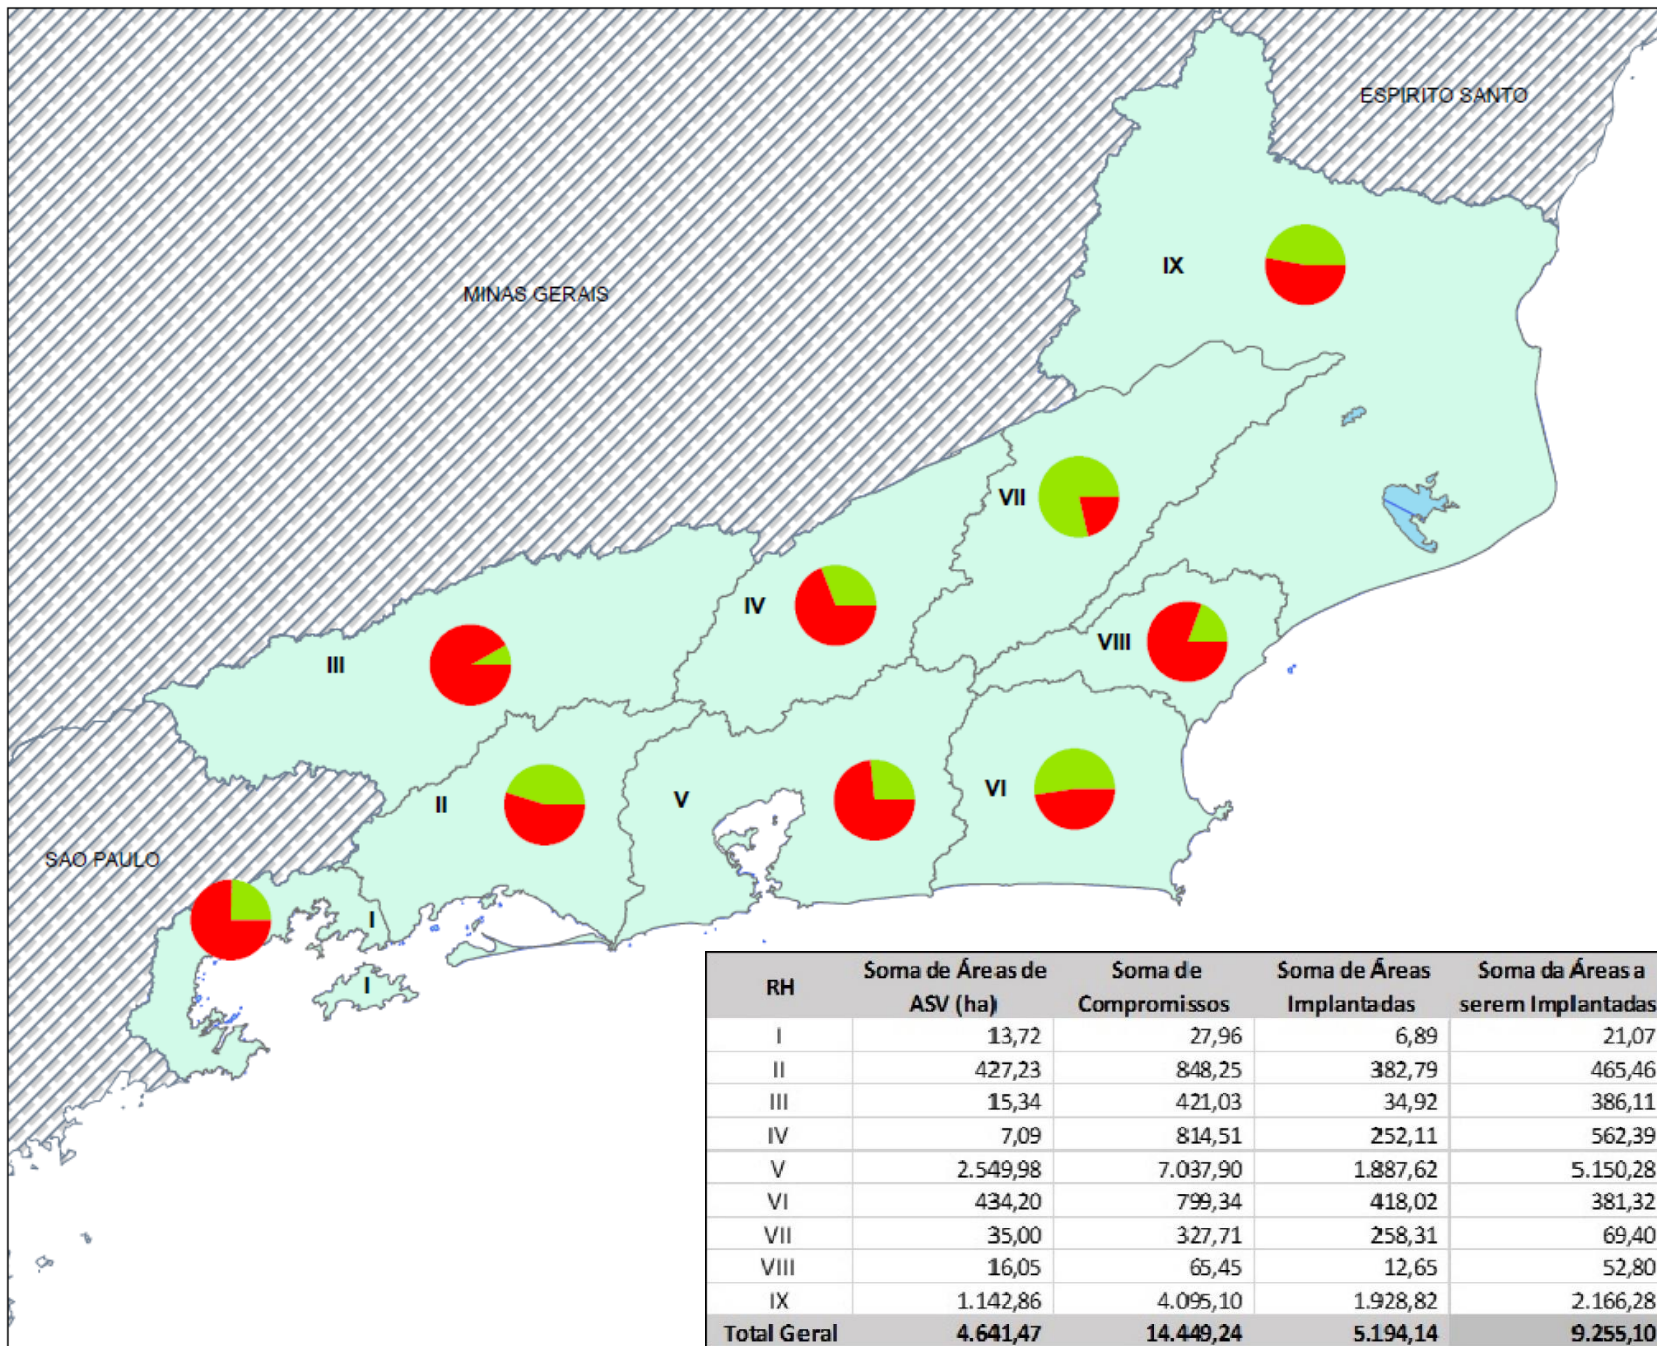 ESPIRITO SANTO
MINAS GERAIS
IX
VII
IV
VIII
III
II
V
VI
SAO PAULO
I
I
RH Soma de Áreas de ASV (ha) Soma de Compromissos Soma de Áreas Implantadas Soma da Áreas a serem Implantadas
I 13,72 27,96 6,89 21,07
II 427,23 848,25 382,79 465,46
III 15,34 421,03 34,92 386,11
IV 7,09 814,51 252,11 562,39
V 2.549,98 7.037,90 1.887,62 5.150,28
VI 434,20 799,34 418,02 381,32
VII 35,00 327,71 258,31 69,40
VIII 16,05 65,45 12,65 52,80
IX 1.142,86 4.095,10 1.928,82 2.166,28
Total Geral 4.641,47 14.449,24 5.194,14 9.255,10